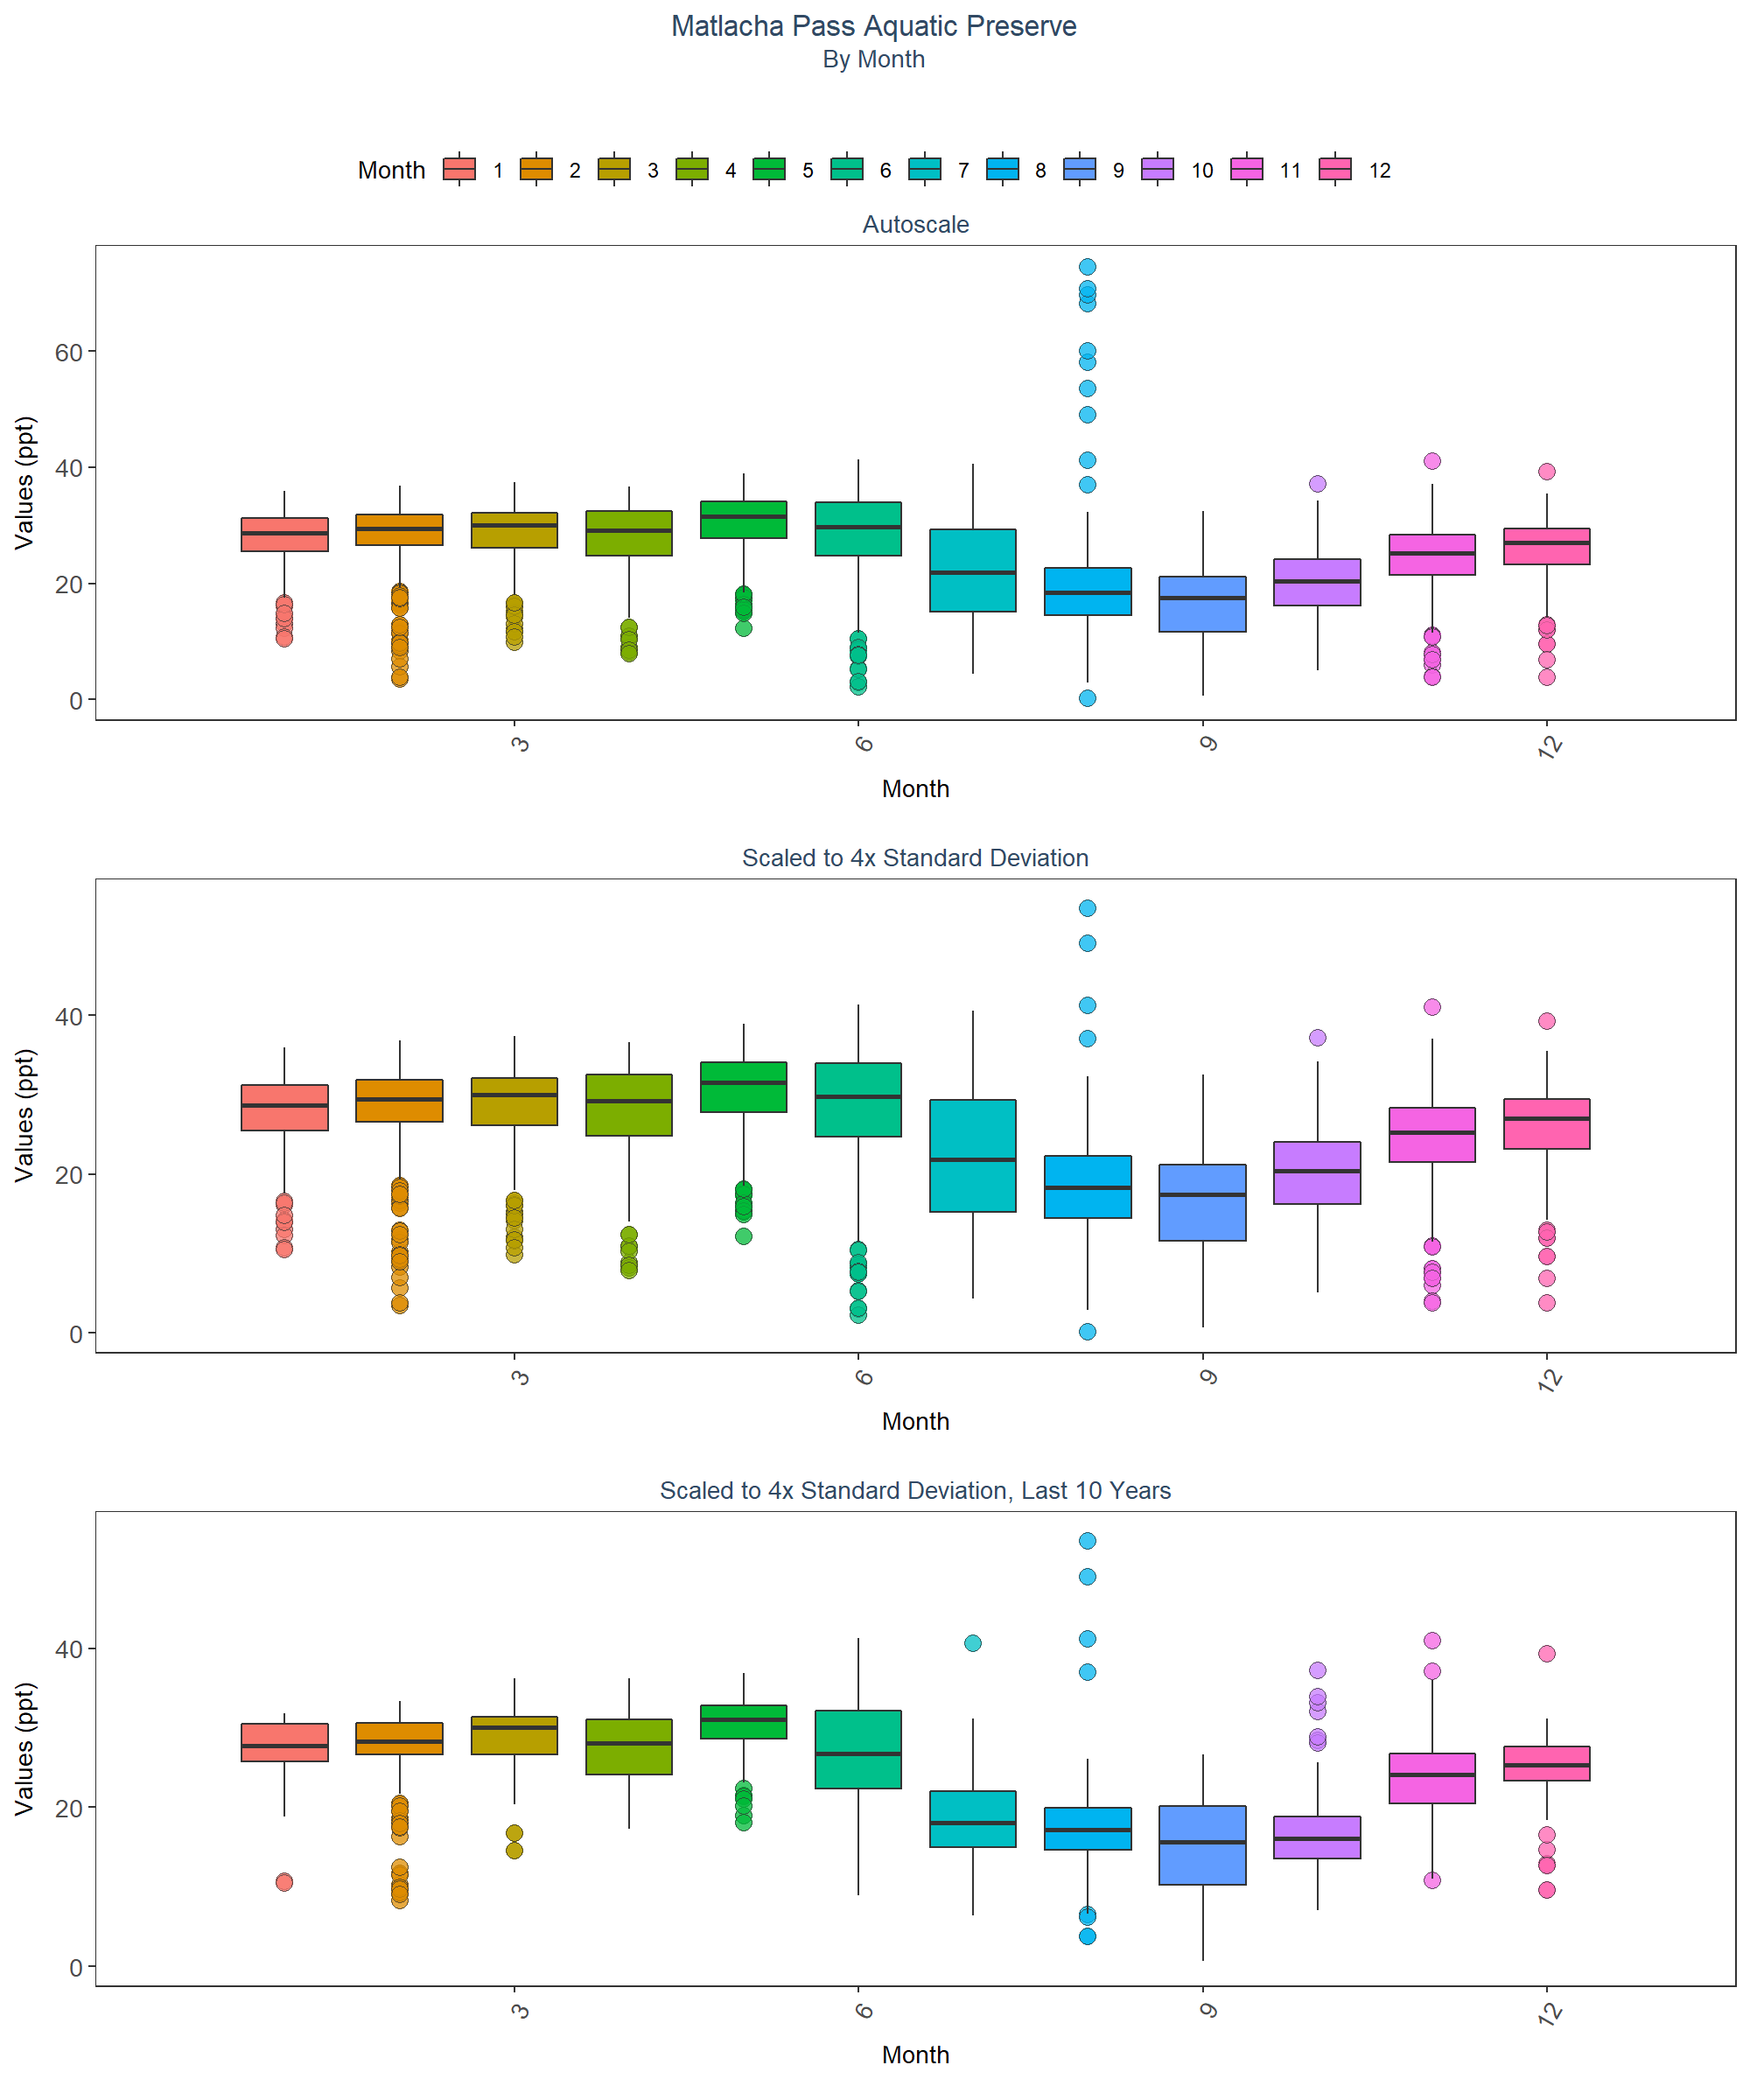 Matlacha Pass Aquatic Preserve
By Month
Month 1 2 3 4 5 6 7 8 9 10 11 12
Autoscale
Values (ppt)
60
40
20
0
3 6 9 12
Month
Scaled to 4x Standard Deviation
Values (ppt)
40
20
0
3 6 9 12
Month
Scaled to 4x Standard Deviation, Last 10 Years
Values (ppt)
40
20
0
3 6 9 12
Month